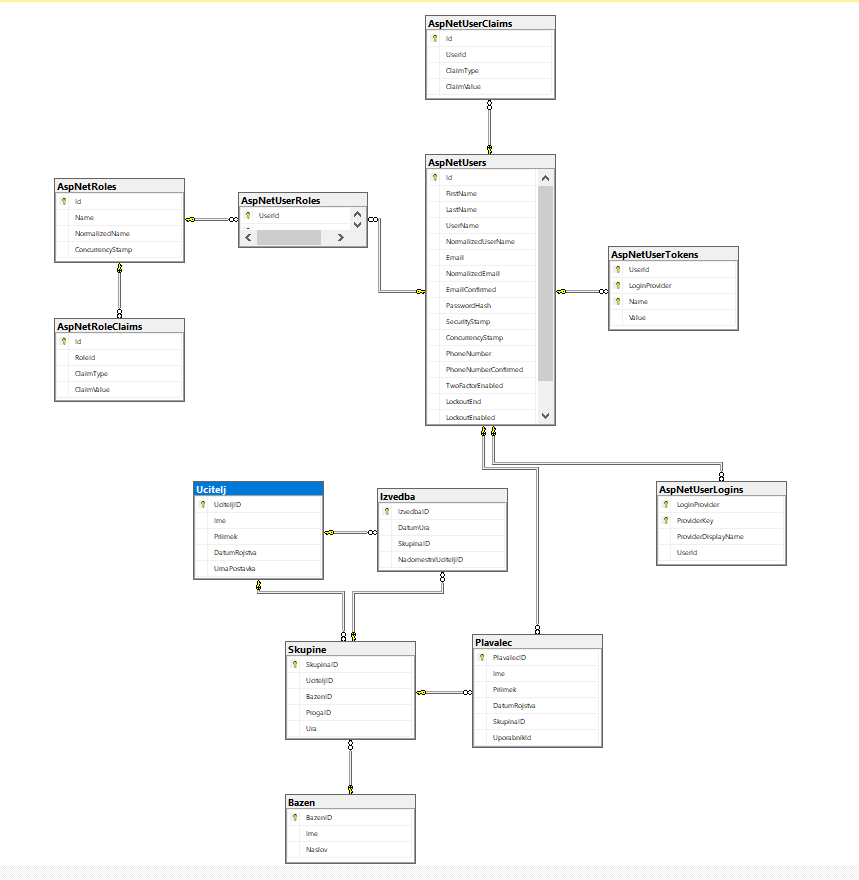 AspNetUserClaims
Id
UserId
ClaimType
ClaimValue
AspNetUsers
Id
FirstName
LastName
UserName
NormalizedUserName
Email
NormalizedEmail
EmailConfirmed
PasswordHash
SecurityStamp
ConcurrencyStamp
PhoneNumber
PhoneNumberConfirmed
TwoFactorEnabled
LockoutEnd
LockoutEnabled
AspNetRoles
Id
Name
NormalizedName
ConcurrencyStamp
AspNetUserRoles
UserId
AspNetUserTokens
UserId
LoginProvider
Name
Value
AspNetRoleClaims
Id
RoleId
ClaimType
ClaimValue
Ucitelj
UciteljID
Ime
Priimek
DatumRojstva
UrnaPostavka
Izvedba
IzvedbaID
DatumUra
SkupinaID
NadomestniUciteljID
AspNetUserLogins
LoginProvider
ProviderKey
ProviderDisplayName
UserId
Skupine
SkupinaID
UciteljID
BazenID
ProgaID
Ura
Plavalec
PlavalecID
Ime
Priimek
DatumRojstva
SkupinaID
UporabnikId
Bazen
BazenID
Ime
Naslov